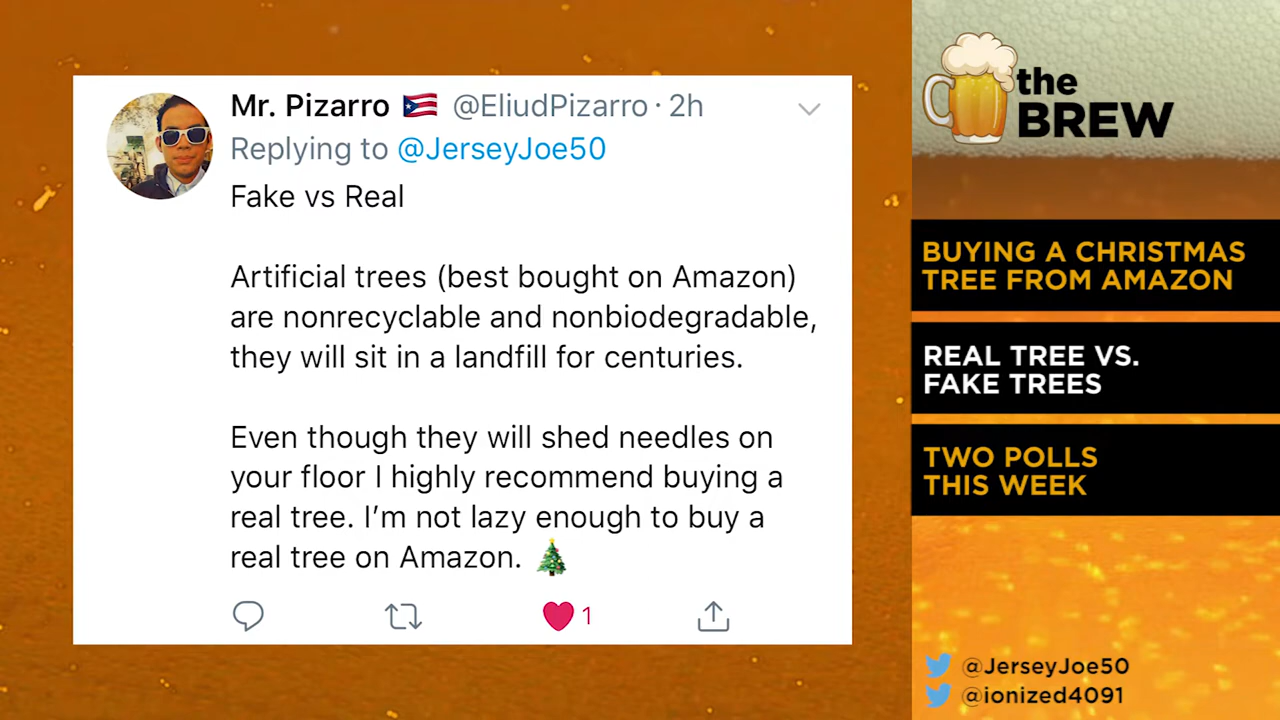 Mr. Pizarro 🇵🇷 @EliudPizarro · 2h
Replying to @JerseyJoe50
Fake vs Real
Artificial trees (best bought on Amazon)
are nonrecyclable and nonbiodegradable,
they will sit in a landfill for centuries.
Even though they will shed needles on
your floor I highly recommend buying a
real tree. I’m not lazy enough to buy a
real tree on Amazon. 🎄
1
the
BREW
BUYING A CHRISTMAS
TREE FROM AMAZON
REAL TREE VS.
FAKE TREES
TWO POLLS
THIS WEEK
@JerseyJoe50
@ionized4091